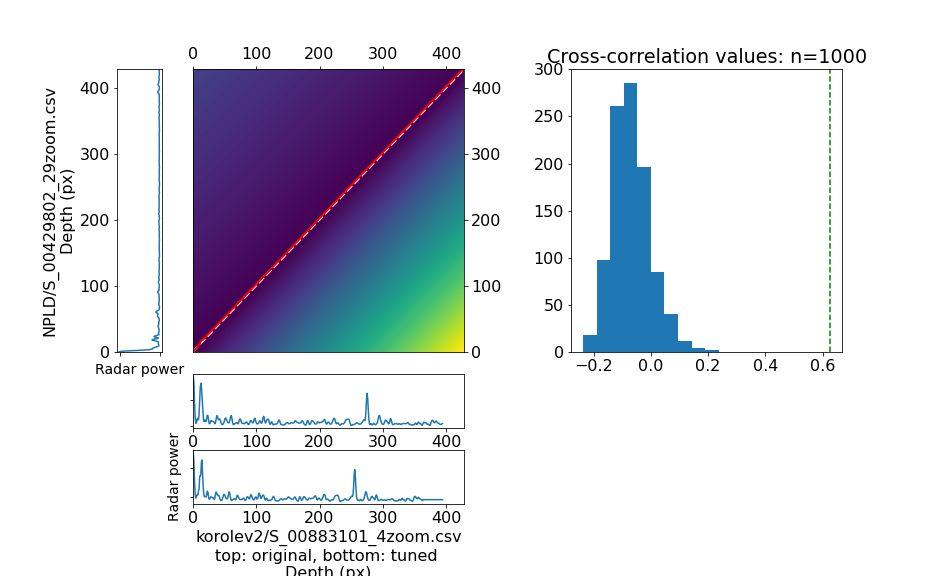 0 100 200 300 400
Cross-correlation values: n=1000
NPLD/S_00429802_29zoom.csv
Depth (px)
400
300
200
100
0
Radar power
400
300
200
100
0
300
250
200
150
100
50
0
−0.2 0.0 0.2 0.4 0.6
0 100 200 300 400
Radar power
0 100 200 300 400
korolev2/S_00883101_4zoom.csv
top: original, bottom: tuned
Depth (px)